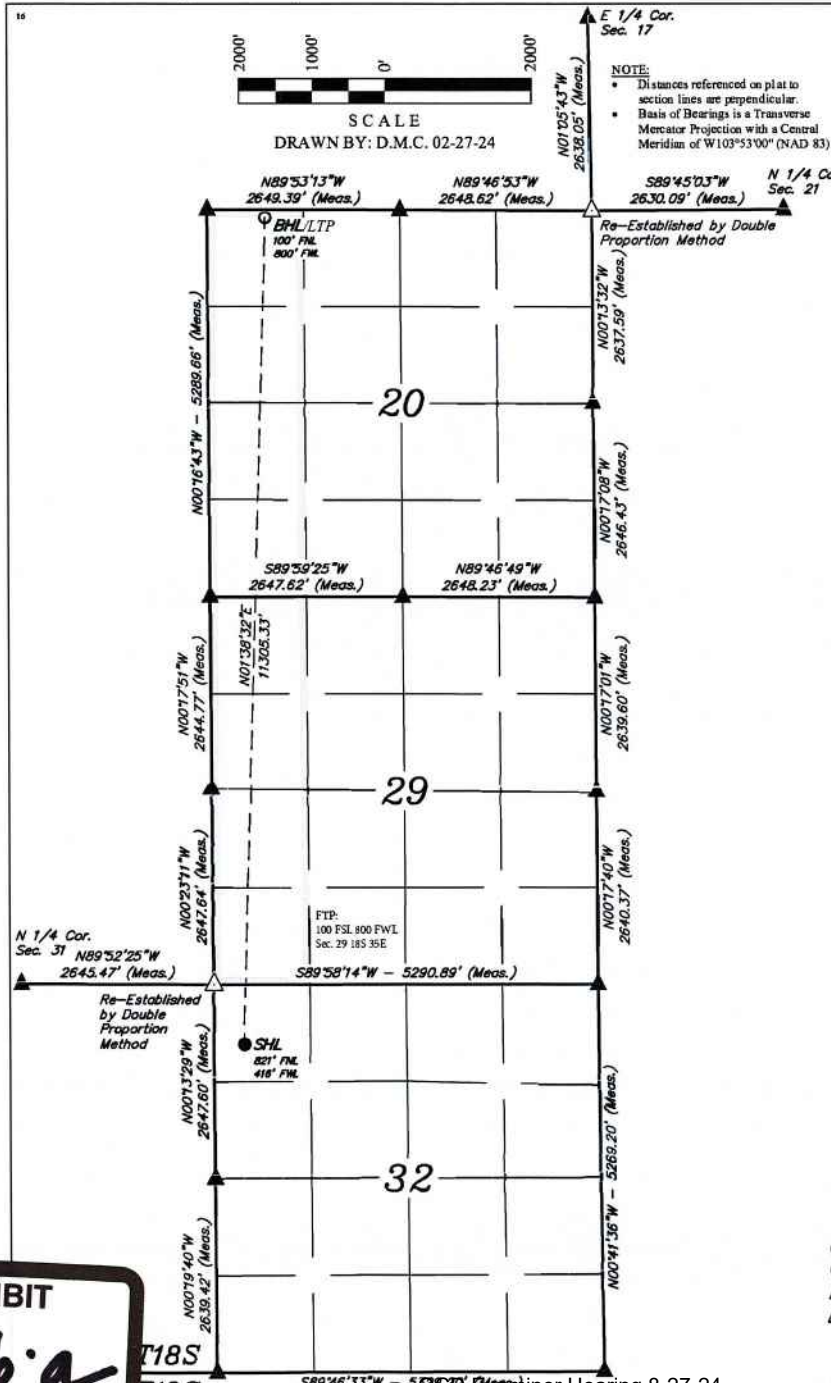 16
2000'
1000'
0'
2000'
SCALE
DRAWN BY: D.M.C. 02-27-24
E 1/4 Cor.
Sec. 17
NOTE:
• Distances referenced on plat to
section lines are perpendicular.
• Basis of Bearings is a Transverse
Mercator Projection with a Central
Meridian of W103°53'00" (NAD 83)
N01°05'43"W
2638.05' (Meas.)
N89°53'13"W
2649.39' (Meas.)
N89°46'53"W
2648.62' (Meas.)
S89°45'03"W
2630.09' (Meas.)
N 1/4 Co
Sec. 21
BHL/LTP
100' FNL
800' FWL
Re-Established by Double
Proportion Method
N00°13'32"W
2637.59' (Meas.)
N00°16'43"W - 5289.66' (Meas.)
20
N00°17'08"W
2646.43' (Meas.)
S89°59'25"W
2647.62' (Meas.)
N89°46'49"W
2648.23' (Meas.)
N01°38'32"E
11305.33'
N00°17'51"W
2644.77' (Meas.)
N00°17'01"W
2639.60' (Meas.)
29
N00°23'11"W
2647.64' (Meas.)
N00°17'40"W
2640.37' (Meas.)
FTP:
100 FSL 800 FWL
Sec. 29 18S 35E
N 1/4 Cor.
Sec. 31
N89°52'25"W
2645.47' (Meas.)
S89°58'14"W - 5290.89' (Meas.)
Re-Established
by Double
Proportion
Method
SHL
821' FNL
416' FWL
N00°13'29"W
2647.60' (Meas.)
32
N00°41'36"W - 5269.20' (Meas.)
N00°19'40"W
2639.42' (Meas.)
IBIT
T18S
S89°46'33"W
Hearing 8-27-24